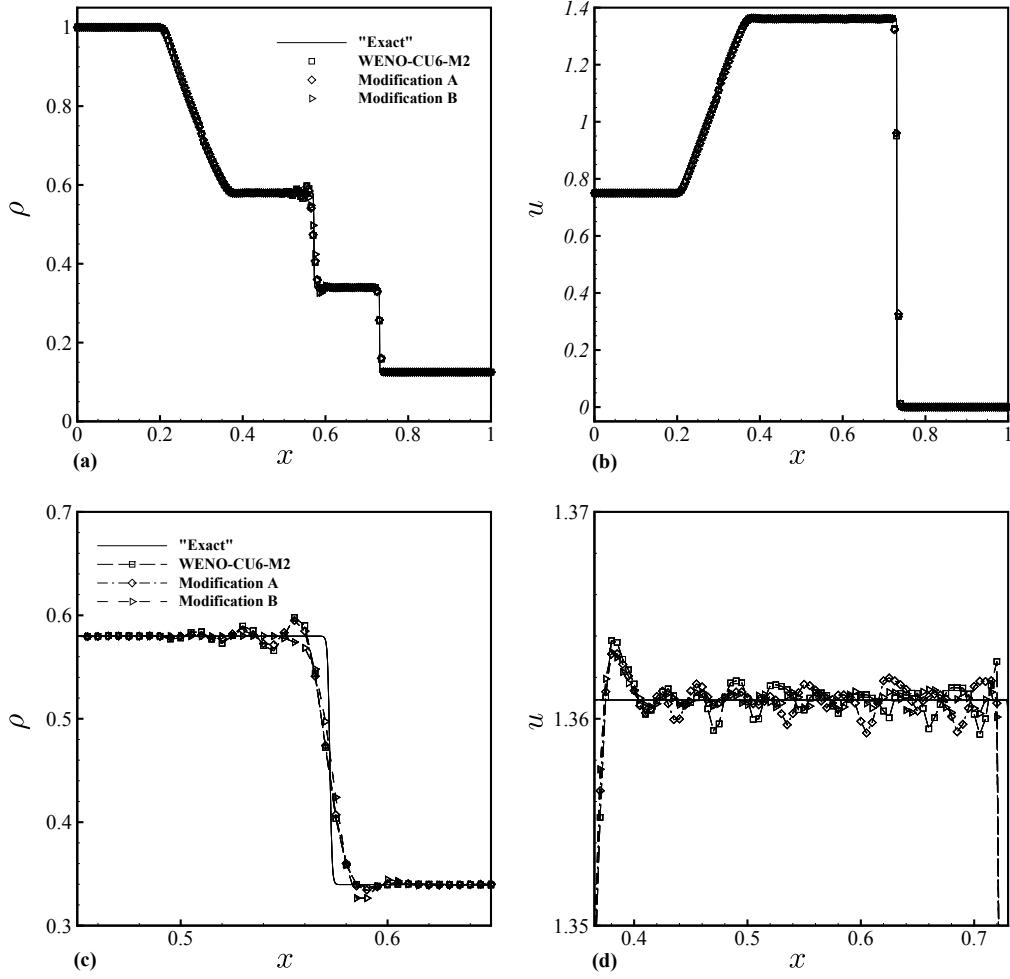 1
0.8
0.6
0.4
0.2
0
0 0.2 0.4 0.6 0.8 1
ρ
x
(a)
"Exact"
WENO-CU6-M2
Modification A
Modification B
1.4
1.2
1
0.8
0.6
0.4
0.2
0
0 0.2 0.4 0.6 0.8 1
u
x
(b)
0.7
0.6
0.5
0.4
0.3
0.5 0.6
ρ
x
(c)
"Exact"
WENO-CU6-M2
Modification A
Modification B
1.37
1.36
1.35
0.4 0.5 0.6 0.7
u
x
(d)